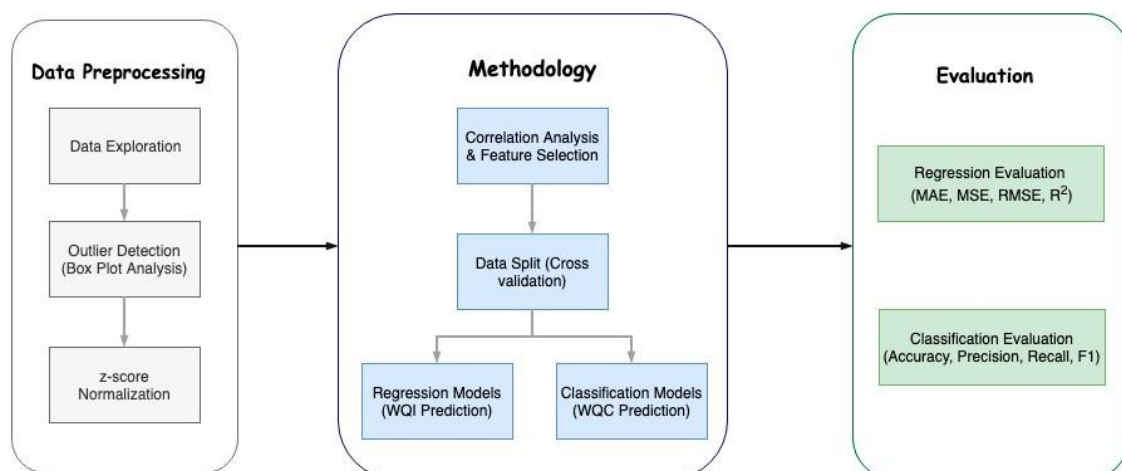 Data Preprocessing
Data Exploration
Outlier Detection
(Box Plot Analysis)
z-score
Normalization
Methodology
Correlation Analysis
& Feature Selection
Data Split (Cross
validation)
Regression Models
(WQI Prediction)
Classification Models
(WQC Prediction)
Evaluation
Regression Evaluation
(MAE, MSE, RMSE, R²)
Classification Evaluation
(Accuracy, Precision, Recall, F1)